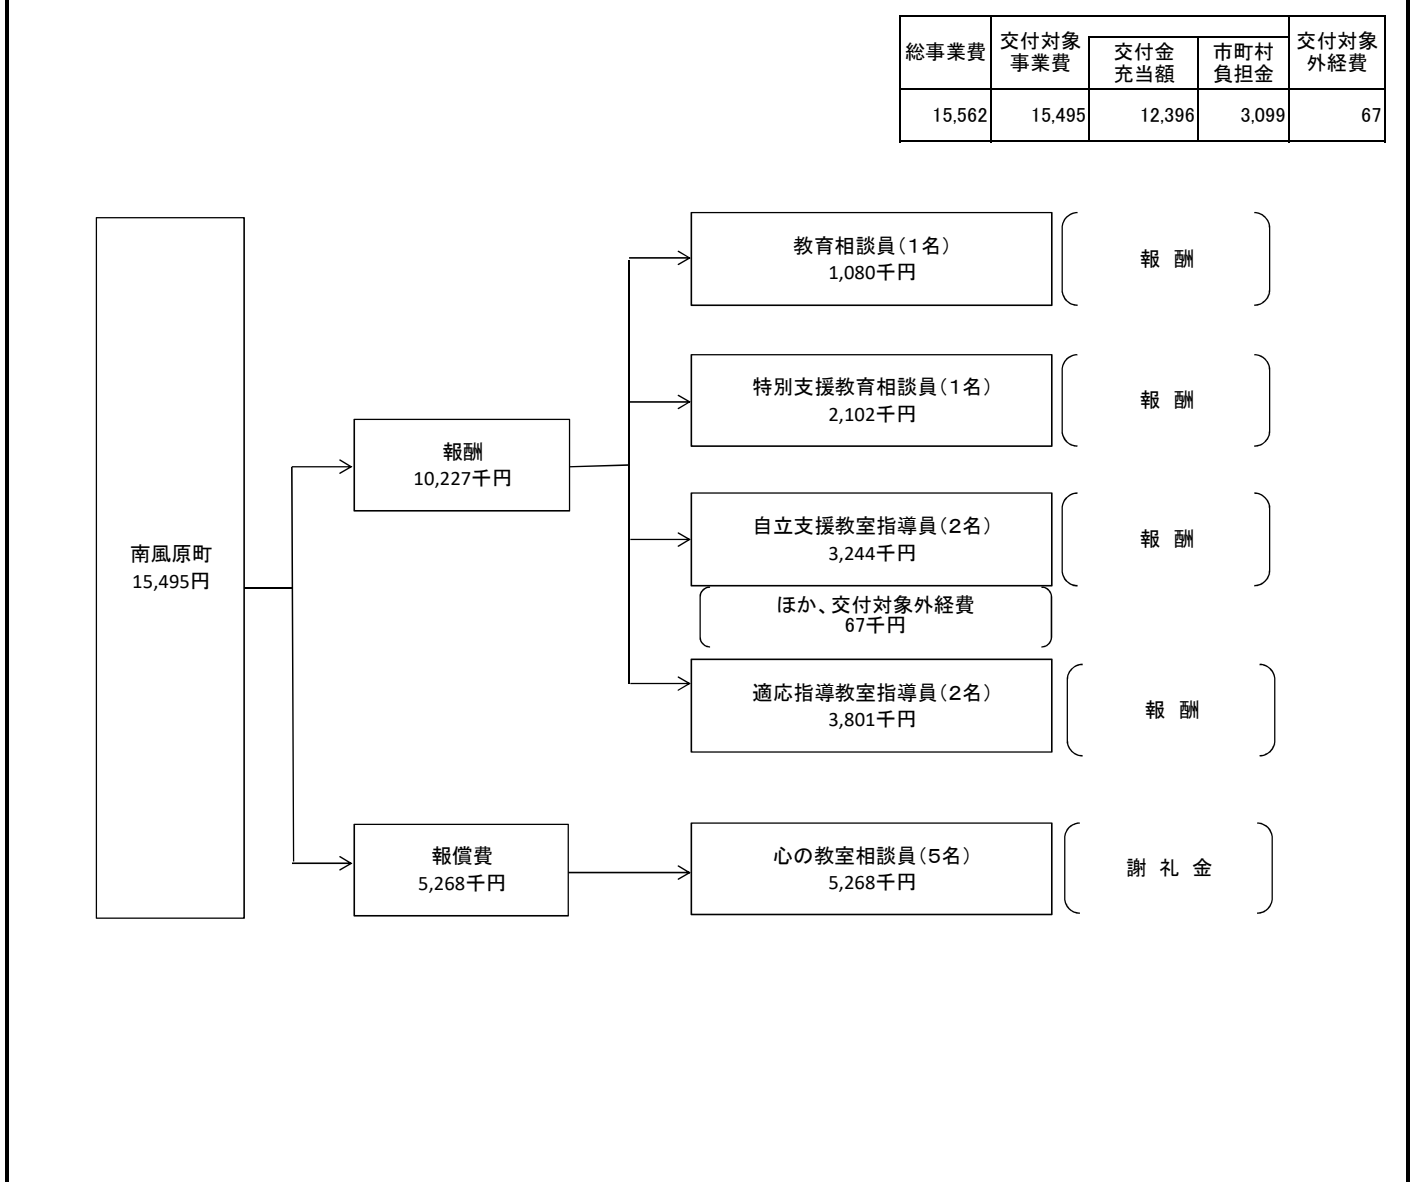 総事業費
交付対象
事業費
交付金
充当額
市町村
負担金
交付対象
外経費
15,562
15,495
12,396
3,099
67
南風原町
15,495円
報酬
10,227千円
教育相談員(1名)
1,080千円
報 酬
特別支援教育相談員(1名)
2,102千円
報 酬
自立支援教室指導員(2名)
3,244千円
報 酬
ほか、交付対象外経費
67千円
適応指導教室指導員(2名)
3,801千円
報 酬
報償費
5,268千円
心の教室相談員(5名)
5,268千円
謝 礼 金